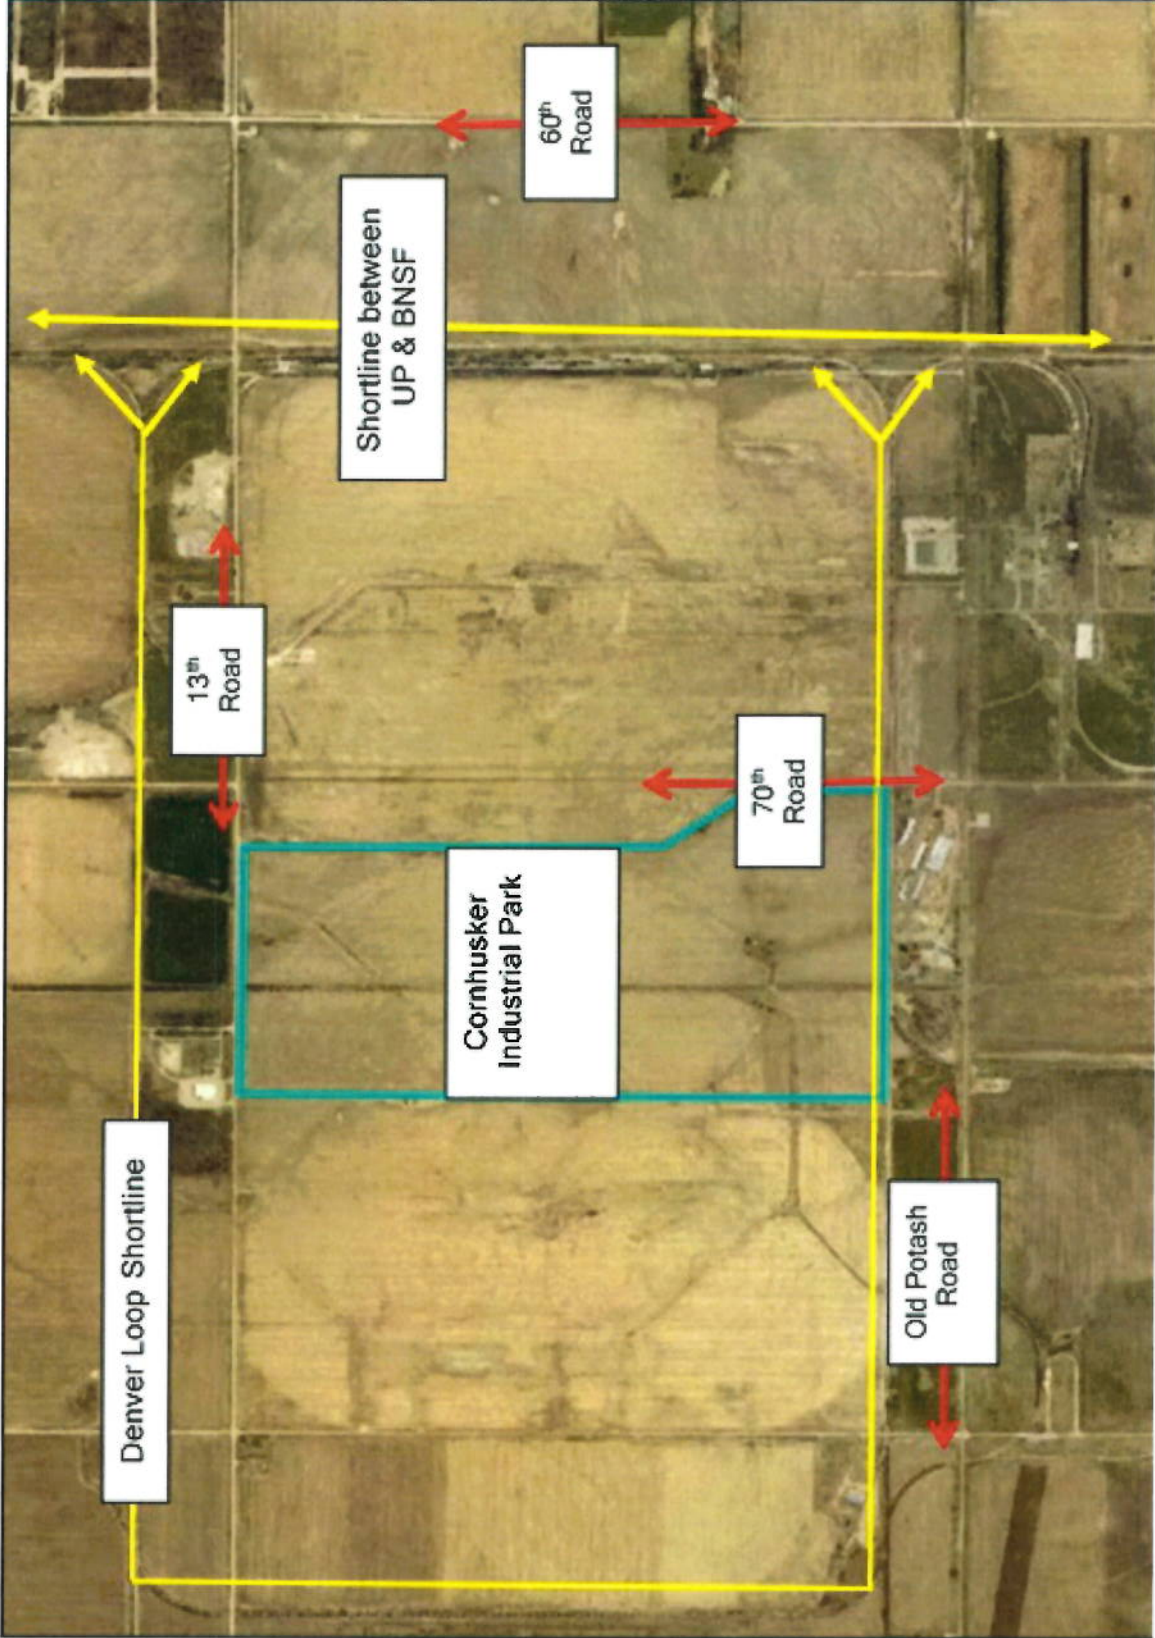 60th
Road
Shortline between
UP & BNSF
13th
Road
70th
Road
Cornhusker
Industrial Park
Denver Loop Shortline
Old Potash
Road